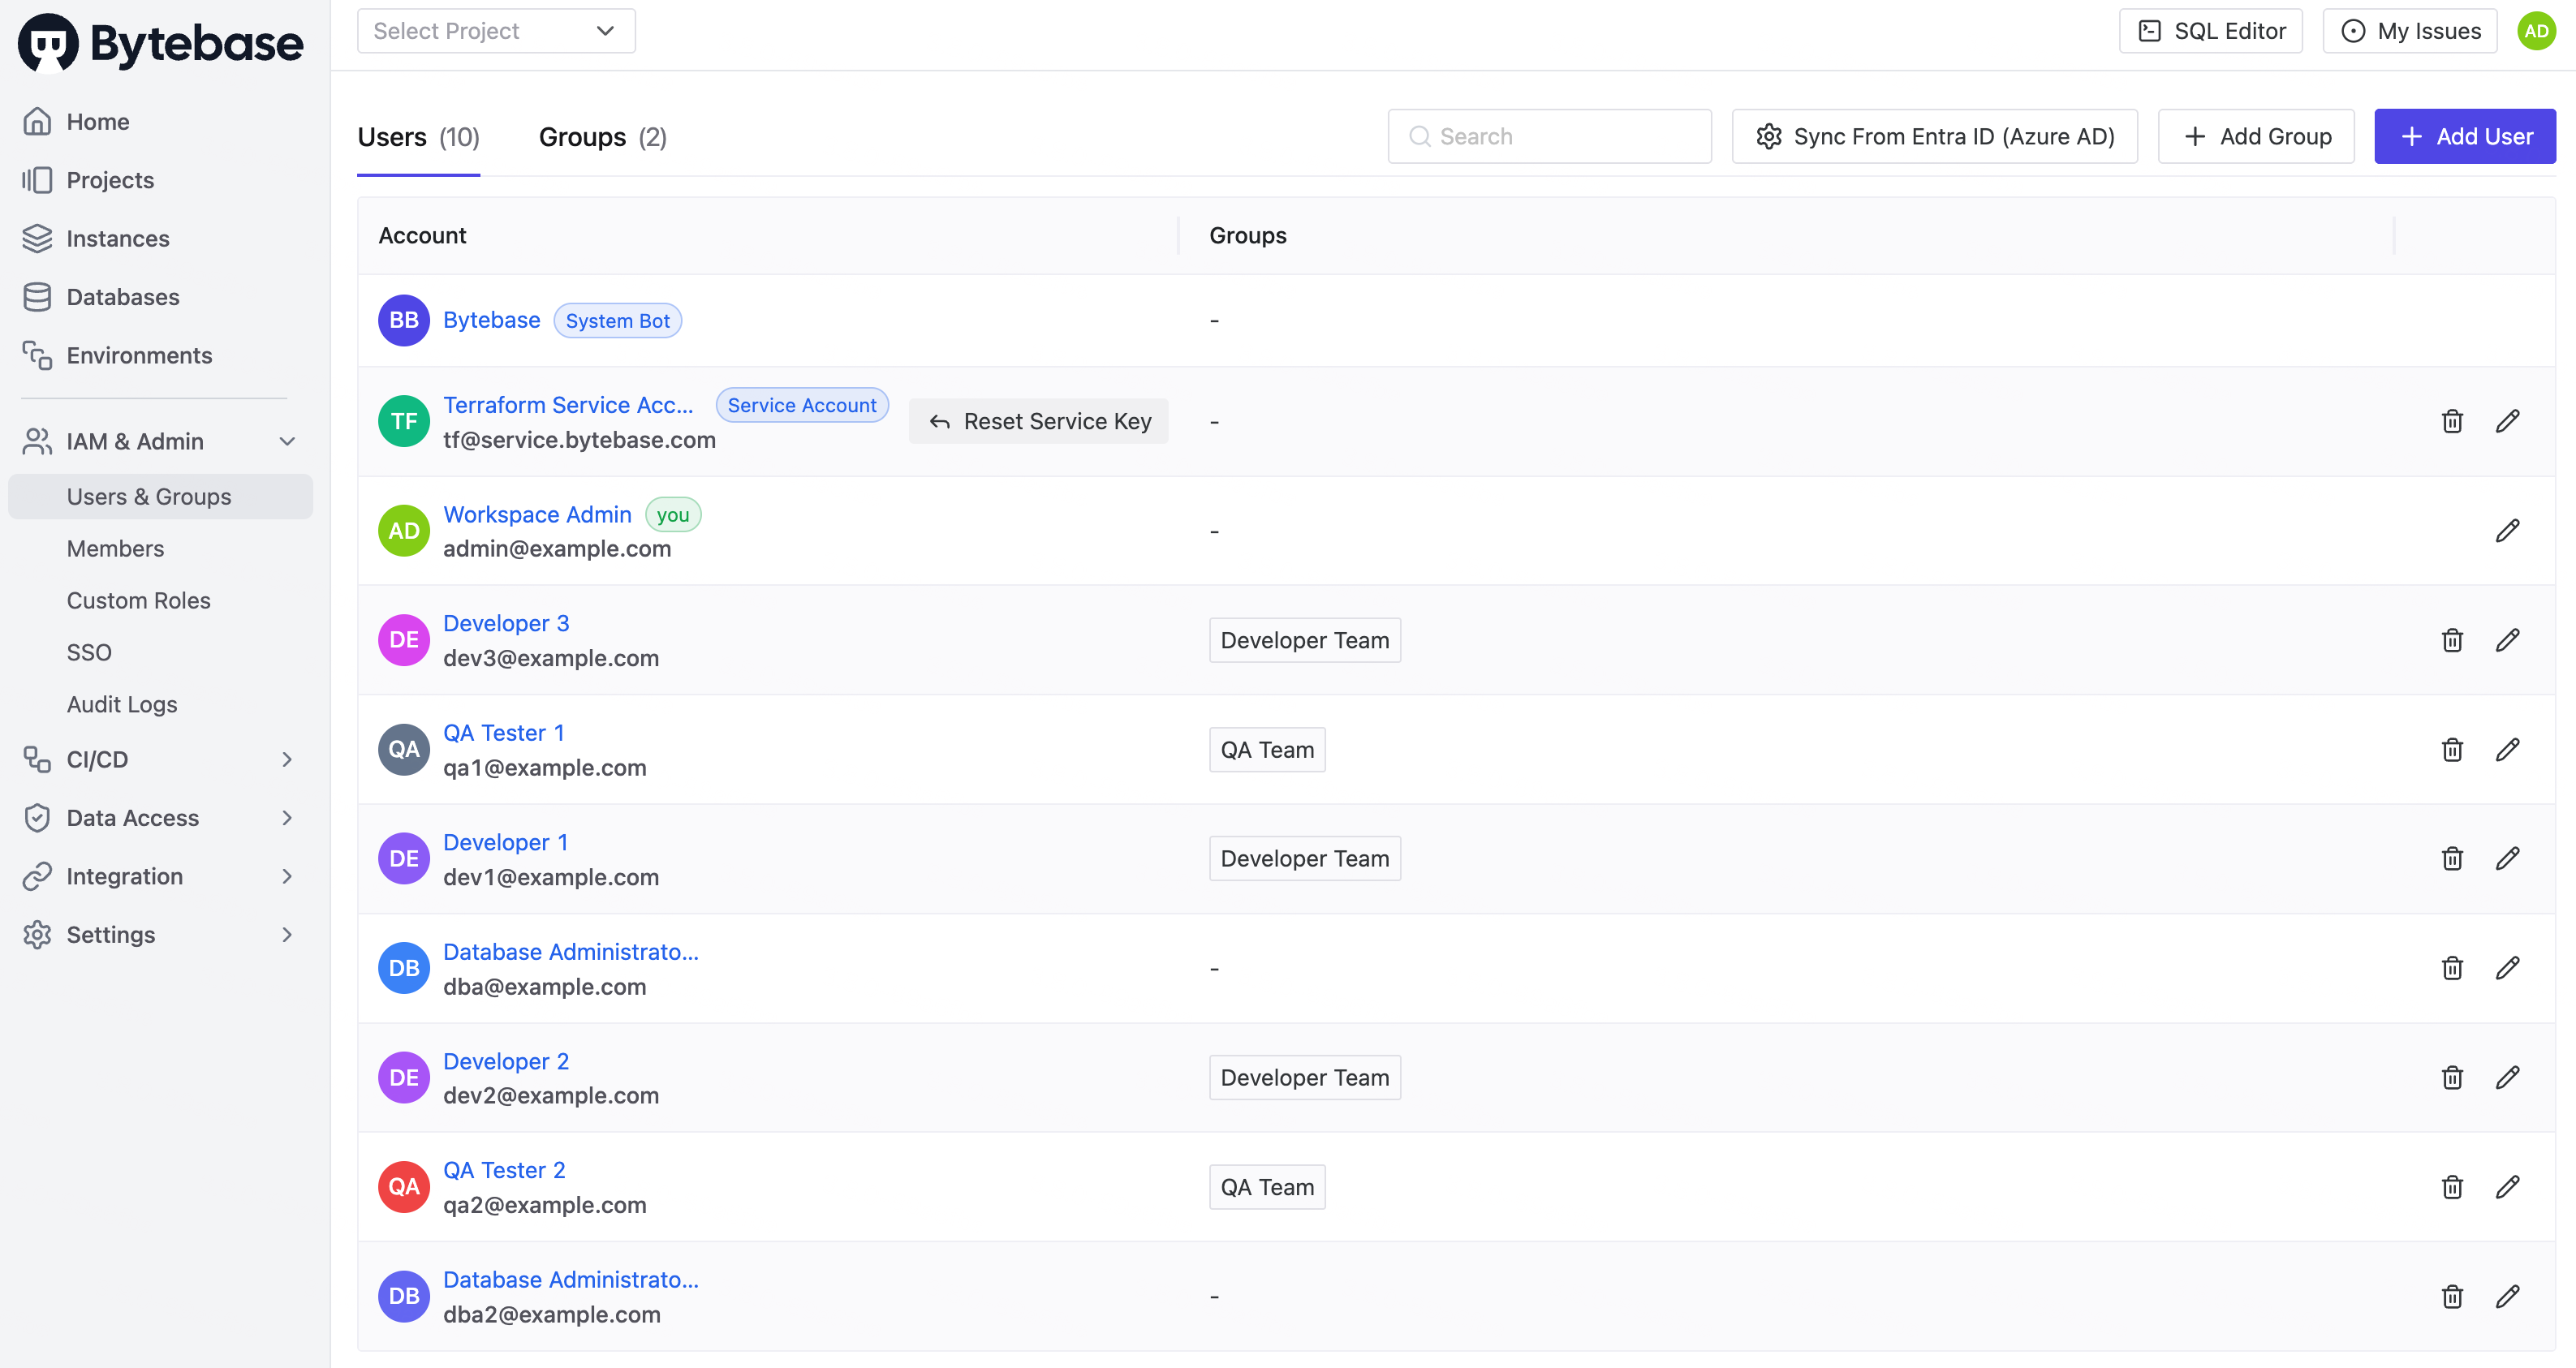 Bytebase
Select Project
SQL Editor
My Issues
AD
Home
Projects
Instances
Databases
Environments
IAM & Admin
Users & Groups
Members
Custom Roles
SSO
Audit Logs
CI/CD
Data Access
Integration
Settings
Users (10)
Groups (2)
Search
Sync From Entra ID (Azure AD)
+ Add Group
+ Add User
Account
Groups
BB
Bytebase
System Bot
-
TF
Terraform Service Acc...
Service Account
tf@service.bytebase.com
Reset Service Key
-
AD
Workspace Admin
you
admin@example.com
-
DE
Developer 3
dev3@example.com
Developer Team
QA
QA Tester 1
qa1@example.com
QA Team
DE
Developer 1
dev1@example.com
Developer Team
DB
Database Administrato...
dba@example.com
-
DE
Developer 2
dev2@example.com
Developer Team
QA
QA Tester 2
qa2@example.com
QA Team
DB
Database Administrato...
dba2@example.com
-